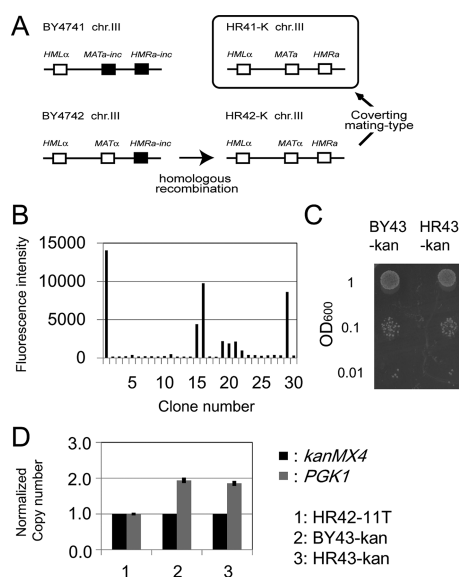 A
BY4741 chr.III
HMLα MATa-inc HMRa-inc
HR41-K chr.III
HMLα MATa HMRa
BY4742 chr.III
HMLα MATα HMRa-inc
homologous
recombination
HR42-K chr.III
HMLα MATα HMRa
Coverting
mating-type
B
Fluorescence intensity
15000
10000
5000
0
5 10 15 20 25 30
Clone number
C
BY43
-kan
HR43
-kan
OD600
1
0.1
0.01
D
Normalized
Copy number
3.0
2.0
1.0
0.0
1 2 3
: kanMX4
: PGK1
1: HR42-11T
2: BY43-kan
3: HR43-kan